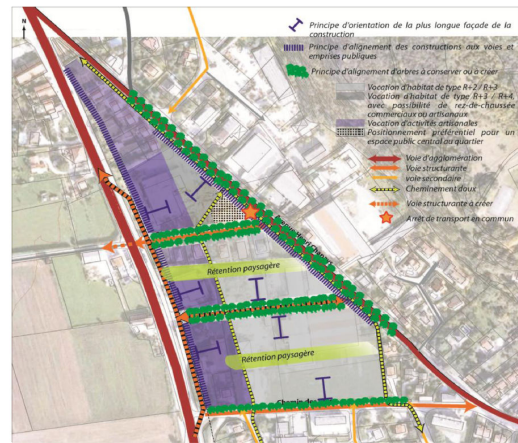 N
Principe d'orientation de la plus longue façade de la
construction
Principe d'alignement des constructions aux voies et
emprises publiques
Principe d'alignement d'arbres à conserver ou à créer
Vocation d'habitat de type R+2 / R+3
Vocation d'habitat de type R+3 / R+4,
avec possibilité de rez-de-chaussée
commerciaux ou artisanaux
Vocation d'activités artisanales
Positionnement préférentiel pour un
espace public central au quartier
Voie d'agglomération
Voie structurante
voie secondaire
Cheminement doux
Voie structurante à créer
Arrêt de transport en commun
Rétention paysagère
Rétention paysagère
Chemin des